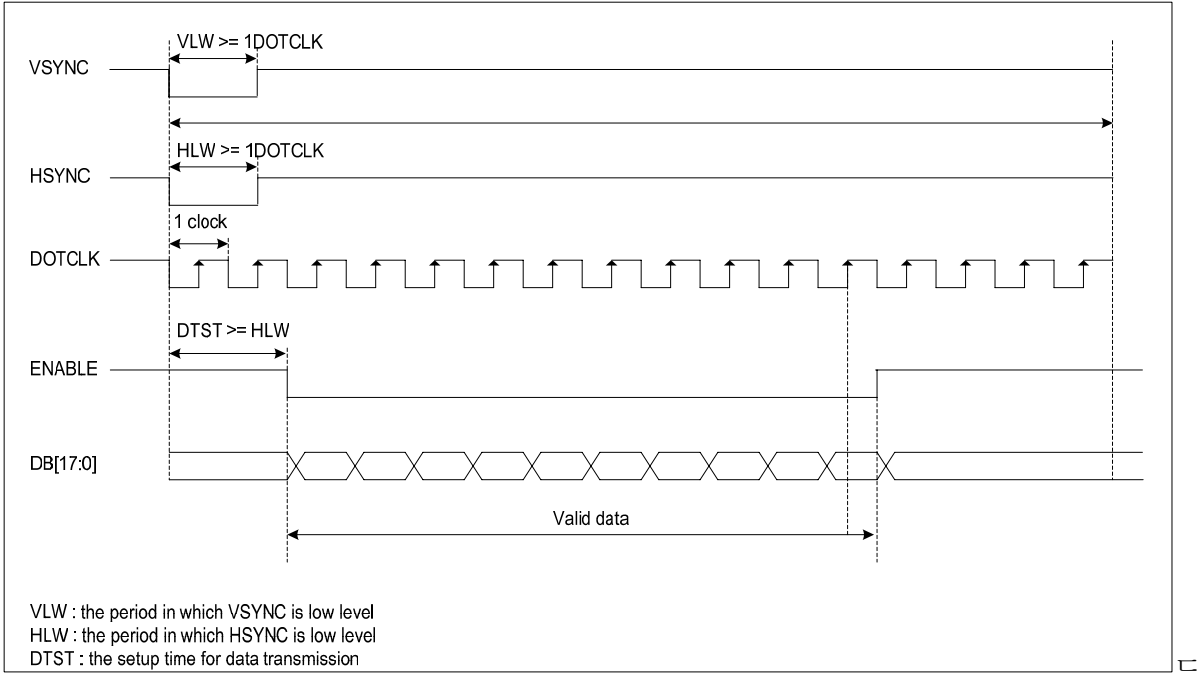 VLW >= 1DOTCLK
VSYNC
HLW >= 1DOTCLK
HSYNC
1 clock
DOTCLK
DTST >= HLW
ENABLE
DB[17:0]
Valid data
VLW : the period in which VSYNC is low level
HLW : the period in which HSYNC is low level
DTST : the setup time for data transmission
ㄷ